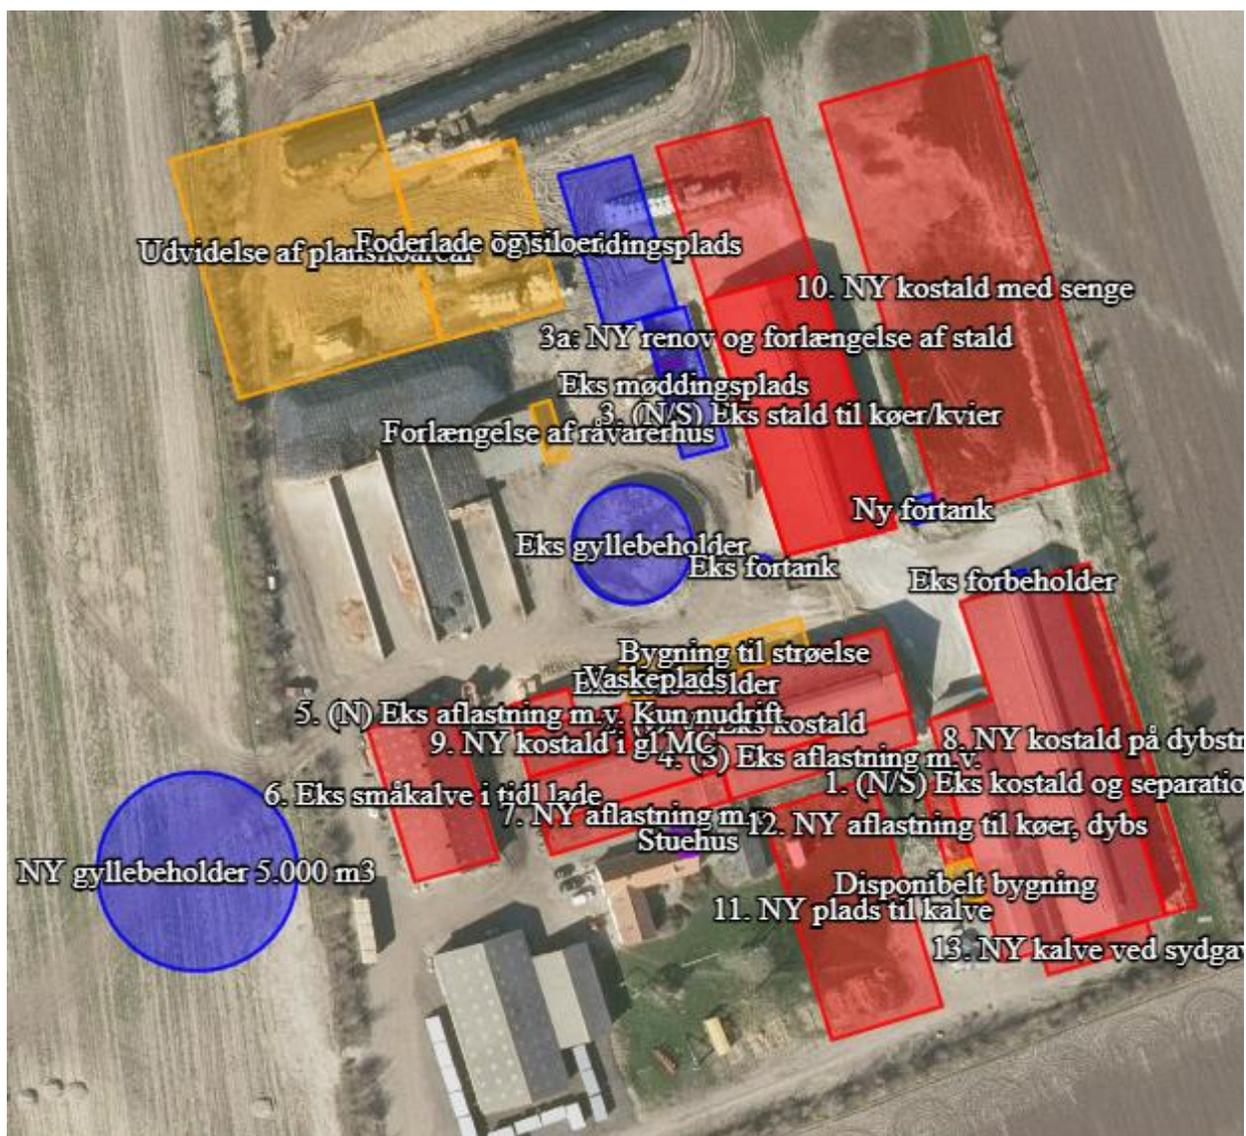 Udvidelse af
Foderlade og siloer
dingsplads
10. NY kostald med senge
3a: NY renov og forlængelse af stald
Eks møddingsplads
3. (N/S) Eks stald til køer/kvier
Forlængelse af råvarerhus
Ny fortank
Eks gyllebeholder
Eks fortank
Eks forbeholder
Bygning til strøelse
Vaskeplads
5. (N) Eks aflastning m.v. Kun nudrift
Eks kostald
9. NY kostald i gl MC
8. NY kostald på dybstr
4. (S) Eks aflastning m.v.
1. (N/S) Eks kostald og separatio
6. Eks småkalve i tidl lade
7. NY aflastning m.v
12. NY aflastning til køer, dybs
Stuehus
NY gyllebeholder 5.000 m3
Disponibelt bygning
11. NY plads til kalve
13. NY kalve ved sydgav